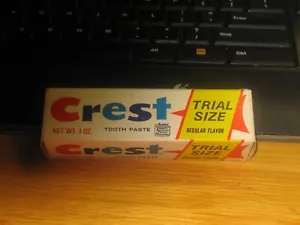 Crest
TRIAL
SIZE
NET WT. 1 OZ
TOOTH PASTE
REGULAR FLAVOR
Crest
TRIAL
SIZE